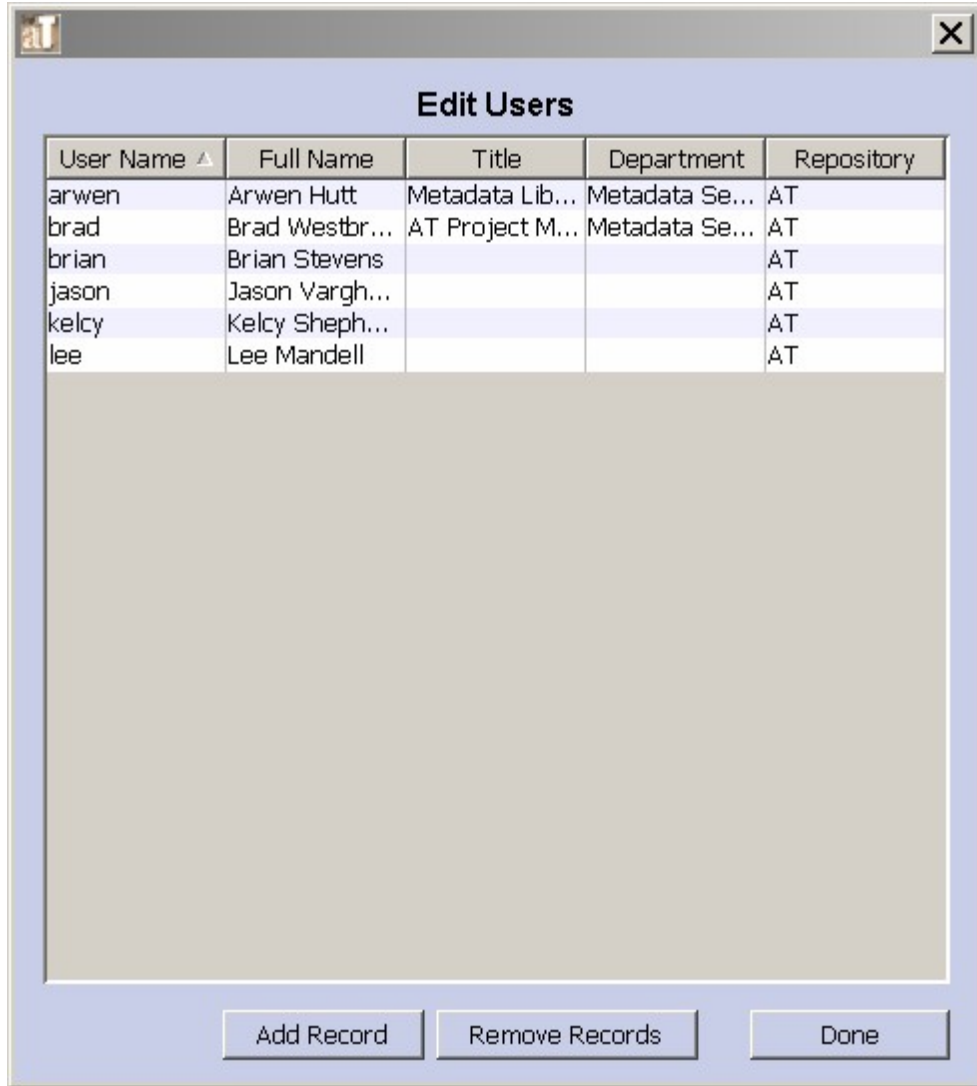 aT
Edit Users
User Name Full Name Title Department Repository
arwen Arwen Hutt Metadata Lib... Metadata Se... AT
brad Brad Westbr... AT Project M... Metadata Se... AT
brian Brian Stevens AT
jason Jason Vargh... AT
kelcy Kelcy Sheph... AT
lee Lee Mandell AT
Add Record Remove Records Done